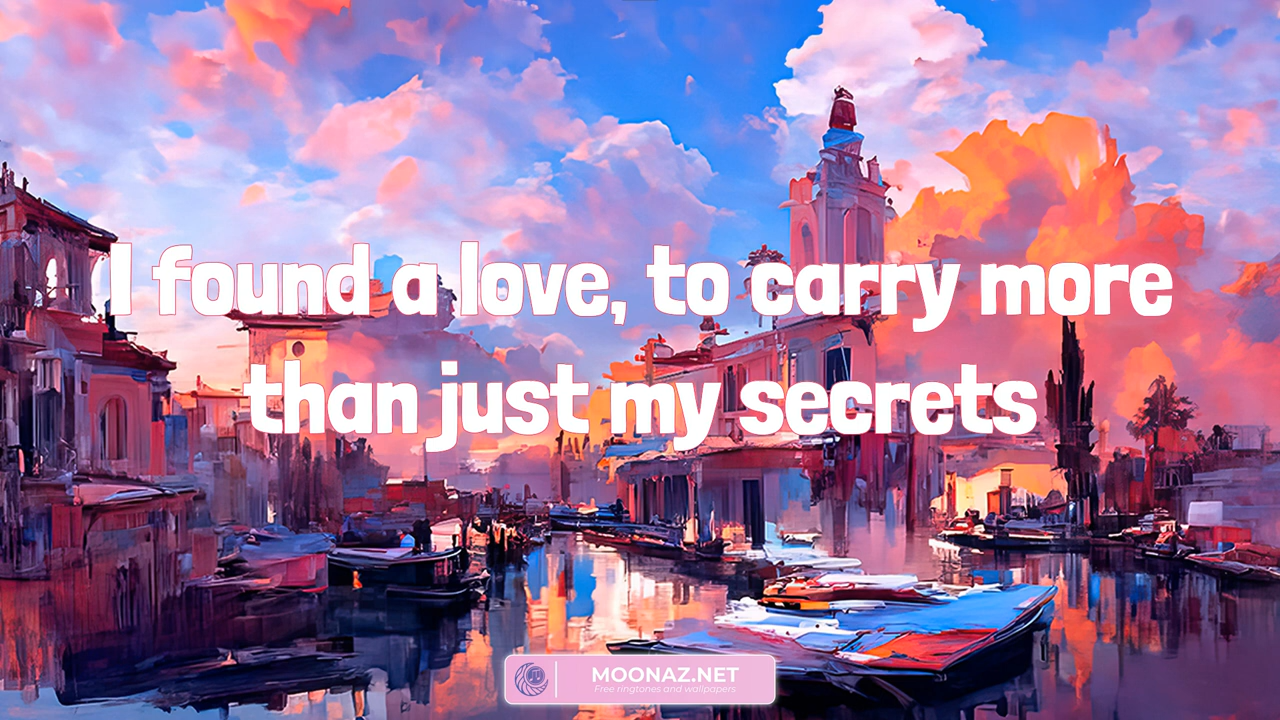 I found a love, to carry more
than just my secrets
MOONAZ.NET
Free ringtones and wallpapers